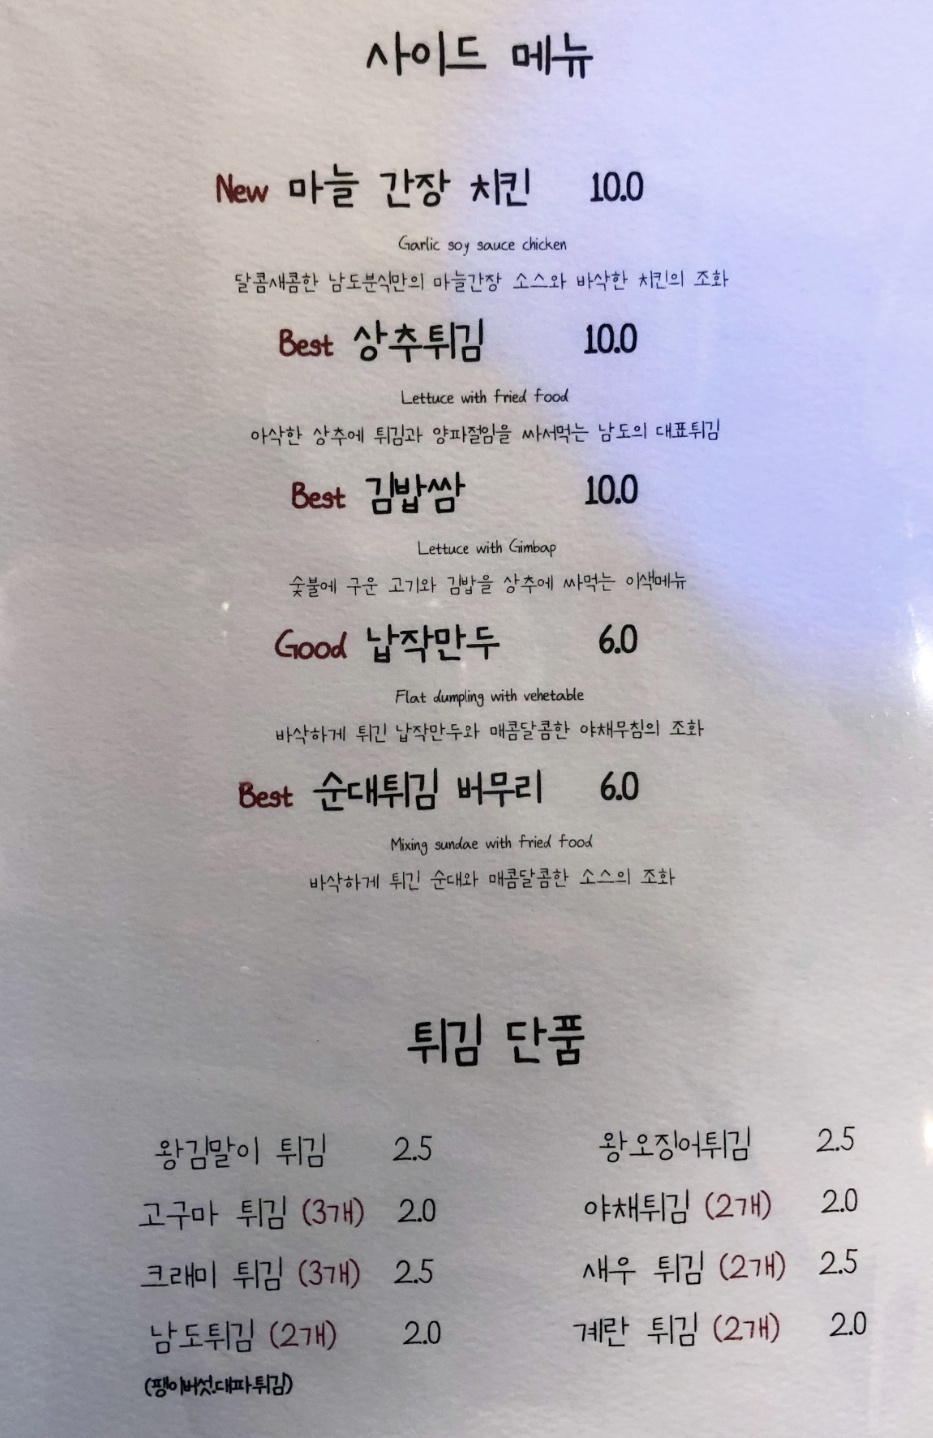 사이드 메뉴
New 마늘 간장 치킨 10.0
Garlic soy sauce chicken
달콤새콤한 남도분식만의 마늘간장 소스와 바삭한 치킨의 조화
Best 상추튀김 10.0
Lettuce with fried food
아삭한 상추에 튀김과 양파절임을 싸서먹는 남도의 대표튀김
Best 김밥쌈 10.0
Lettuce with Gimbap
숯불에 구운 고기와 김밥을 상추에 싸먹는 이색메뉴
Good 납작만두 6.0
Flat dumpling with vehetable
바삭하게 튀긴 납작만두와 매콤달콤한 야채무침의 조화
Best 순대튀김 버무리 6.0
Mixing sundae with fried food
바삭하게 튀긴 순대와 매콤달콤한 소스의 조화
튀김 단품
왕김말이 튀김 2.5 왕오징어튀김 2.5
고구마 튀김 (3개) 2.0 야채튀김 (2개) 2.0
크래미 튀김 (3개) 2.5 새우 튀김 (2개) 2.5
남도튀김 (2개) 2.0 계란 튀김 (2개) 2.0
(팽이버섯.대파튀김)